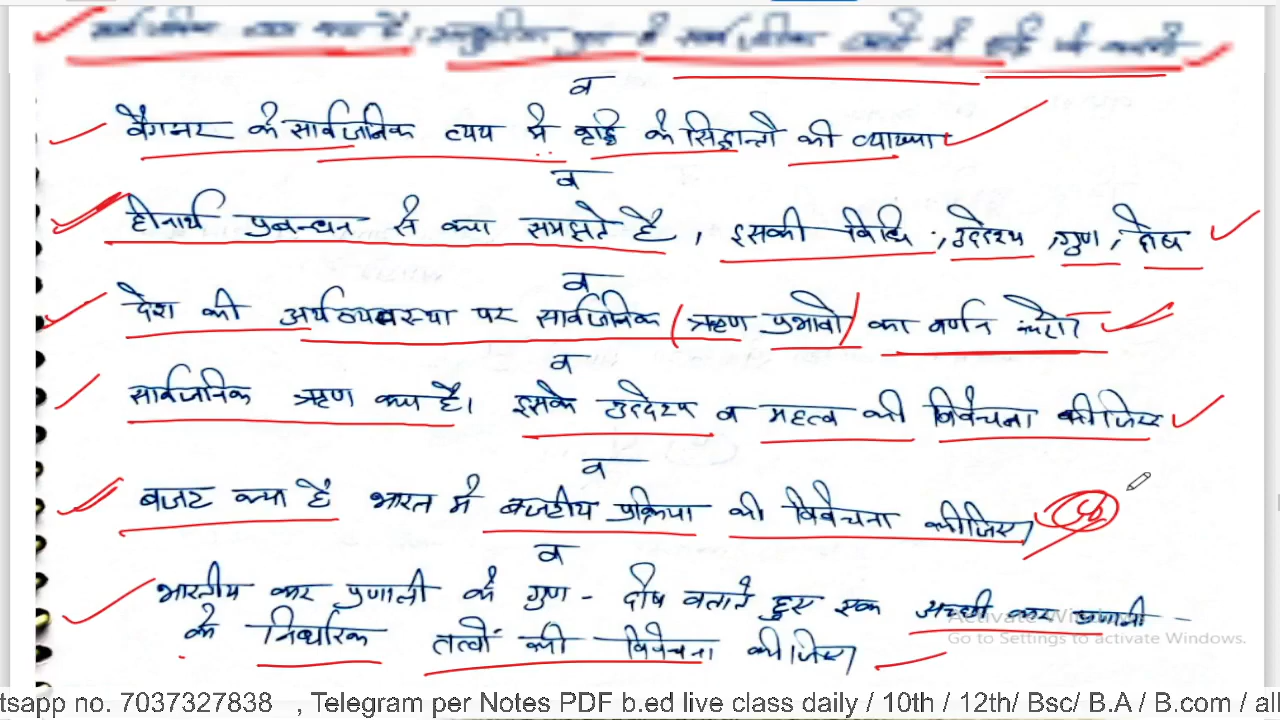 व
वैगनर के सार्वजनिक व्यय में वृद्धि के सिद्धान्तो की व्याख्या
व
हीनार्थ प्रबन्धन से क्या समझते है, इसकी विधि, उद्देश्य, गुण, दोष
व
देश की अर्थव्यवस्था पर सार्वजनिक (ऋण प्रभावो) का वर्णन करो।
व
सार्वजनिक ऋण क्या है। इसके उद्देश्य व महत्व की विवेचना कीजिए
व
बजट क्या है भारत मे बजटीय प्रक्रिया की विवेचना कीजिए।
व
भारतीय कर प्रणाली के गुण - दोष बताते हुए एक अच्छी कर प्रणाली -
के निर्धारक तत्वों की विवेचना कीजिए।
Activate Windows
Go to Settings to activate Windows.
tsapp no. 7037327838 , Telegram per Notes PDF b.ed live class daily / 10th / 12th/ Bsc/ B.A / B.com / all